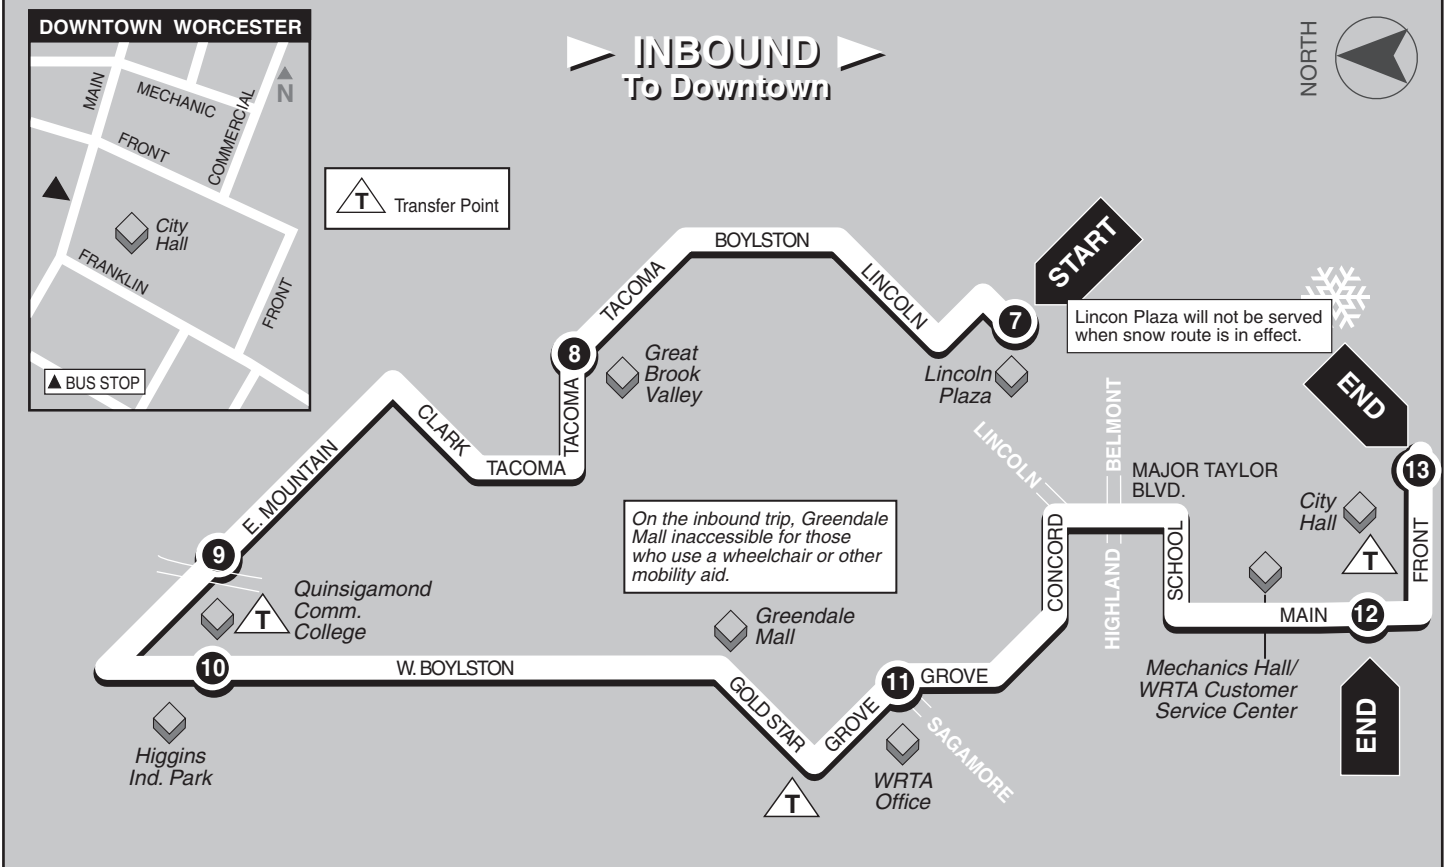 DOWNTOWN WORCESTER
MAIN
MECHANIC
COMMERCIAL
N
FRONT
City
Hall
FRANKLIN
FRONT
BUS STOP
INBOUND
To Downtown
NORTH
T Transfer Point
START
7
Lincon Plaza will not be served
when snow route is in effect.
Lincoln
Plaza
LINCOLN
BOYLSTON
TACOMA
8
Great
Brook
Valley
TACOMA
TACOMA
CLARK
E. MOUNTAIN
9
Quinsigamond
Comm.
College
T
10
Higgins
Ind. Park
W. BOYLSTON
On the inbound trip, Greendale
Mall inaccessible for those
who use a wheelchair or other
mobility aid.
Greendale
Mall
GOLD STAR
T
GROVE
11
WRTA
Office
SAGAMORE
GROVE
CONCORD
LINCOLN
BELMONT
HIGHLAND
MAJOR TAYLOR
BLVD.
SCHOOL
MAIN
Mechanics Hall/
WRTA Customer
Service Center
12
END
City
Hall
T
FRONT
13
END